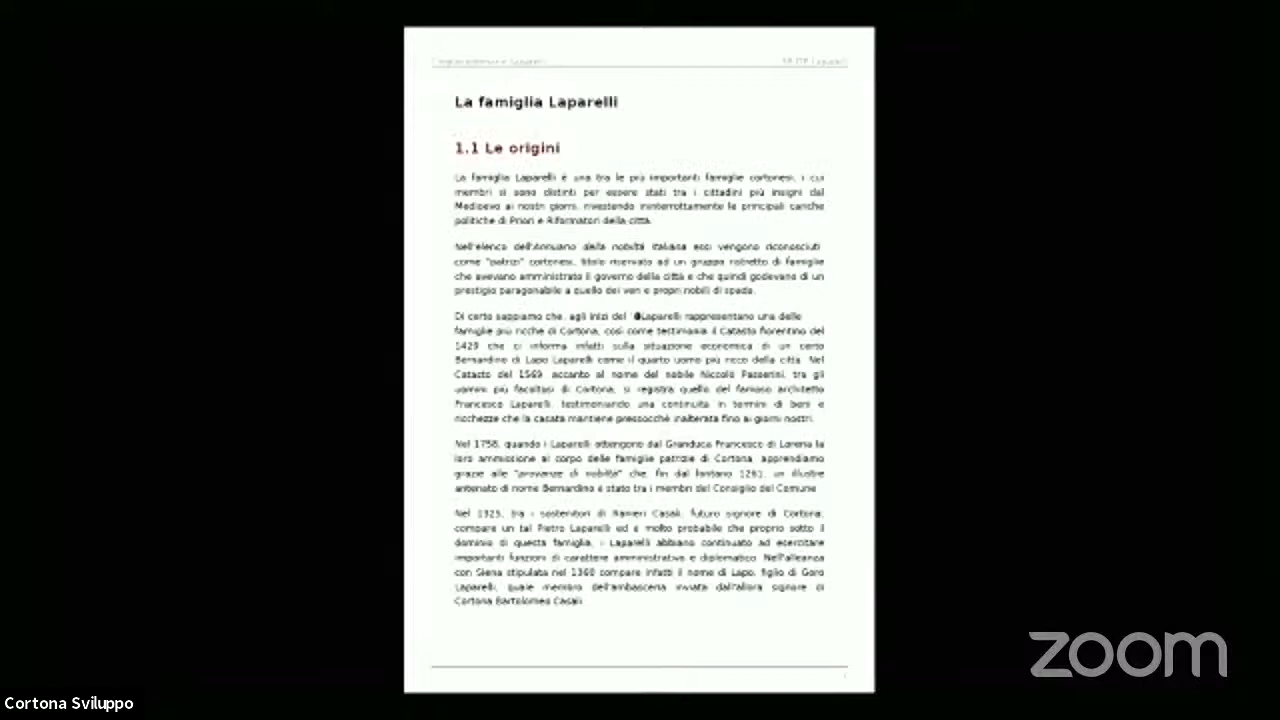 La famiglia Laparelli
1.1 Le origini
La famiglia Laparelli è una tra le più importanti famiglie cortonesi, i cui
membri si sono distinti per essere stati tra i cittadini più insigni dal
Medioevo ai nostri giorni, rivestendo ininterrottamente le principali cariche
politiche di Priori e Riformatori della città.
Nell'elenco dell'Annuario della nobiltà italiana essi vengono riconosciuti
come "patrizi" cortonesi, titolo riservato ad un gruppo ristretto di famiglie
che avevano amministrato il governo della città e che quindi godevano di un
prestigio paragonabile a quello dei veri e propri nobili di spada.
Di certo sappiamo che, agli inizi del Laparelli rappresentano una delle
famiglie più ricche di Cortona, così come testimonia il Catasto fiorentino del
1429 che ci informa infatti sulla situazione economica di un certo
Bernardino di Lapo Laparelli come il quarto uomo più ricco della città. Nel
Catasto del 1569 accanto al nome del nobile Niccolò Passerini, tra gli
uomini più facoltosi di Cortona, si registra quello del famoso architetto
Francesco Laparelli, testimoniando una continuità in termini di beni e
ricchezze che la casata mantiene pressocché inalterata fino ai giorni nostri.
Nel 1758, quando i Laparelli ottengono dal Granduca Francesco di Lorena la
loro ammissione al corpo delle famiglie patrizie di Cortona, apprendiamo
grazie alle "provanze di nobiltà" che, fin dal lontano 1261, un illustre
antenato di nome Bernardino è stato tra i membri del Consiglio del Comune.
Nel 1325, tra i sostenitori di Ranieri Casali, futuro signore di Cortona,
compare un tal Pietro Laparelli ed è molto probabile che proprio sotto il
dominio di questa famiglia, i Laparelli abbiano continuato ad esercitare
importanti funzioni di carattere amministrativo e diplomatico. Nell'alleanza
con Siena stipulata nel 1360 compare infatti il nome di Lapo, figlio di Goro
Laparelli, quale membro dell'ambasceria inviata dall'allora signore di
Cortona Bartolomeo Casali.
zoom
Cortona Sviluppo